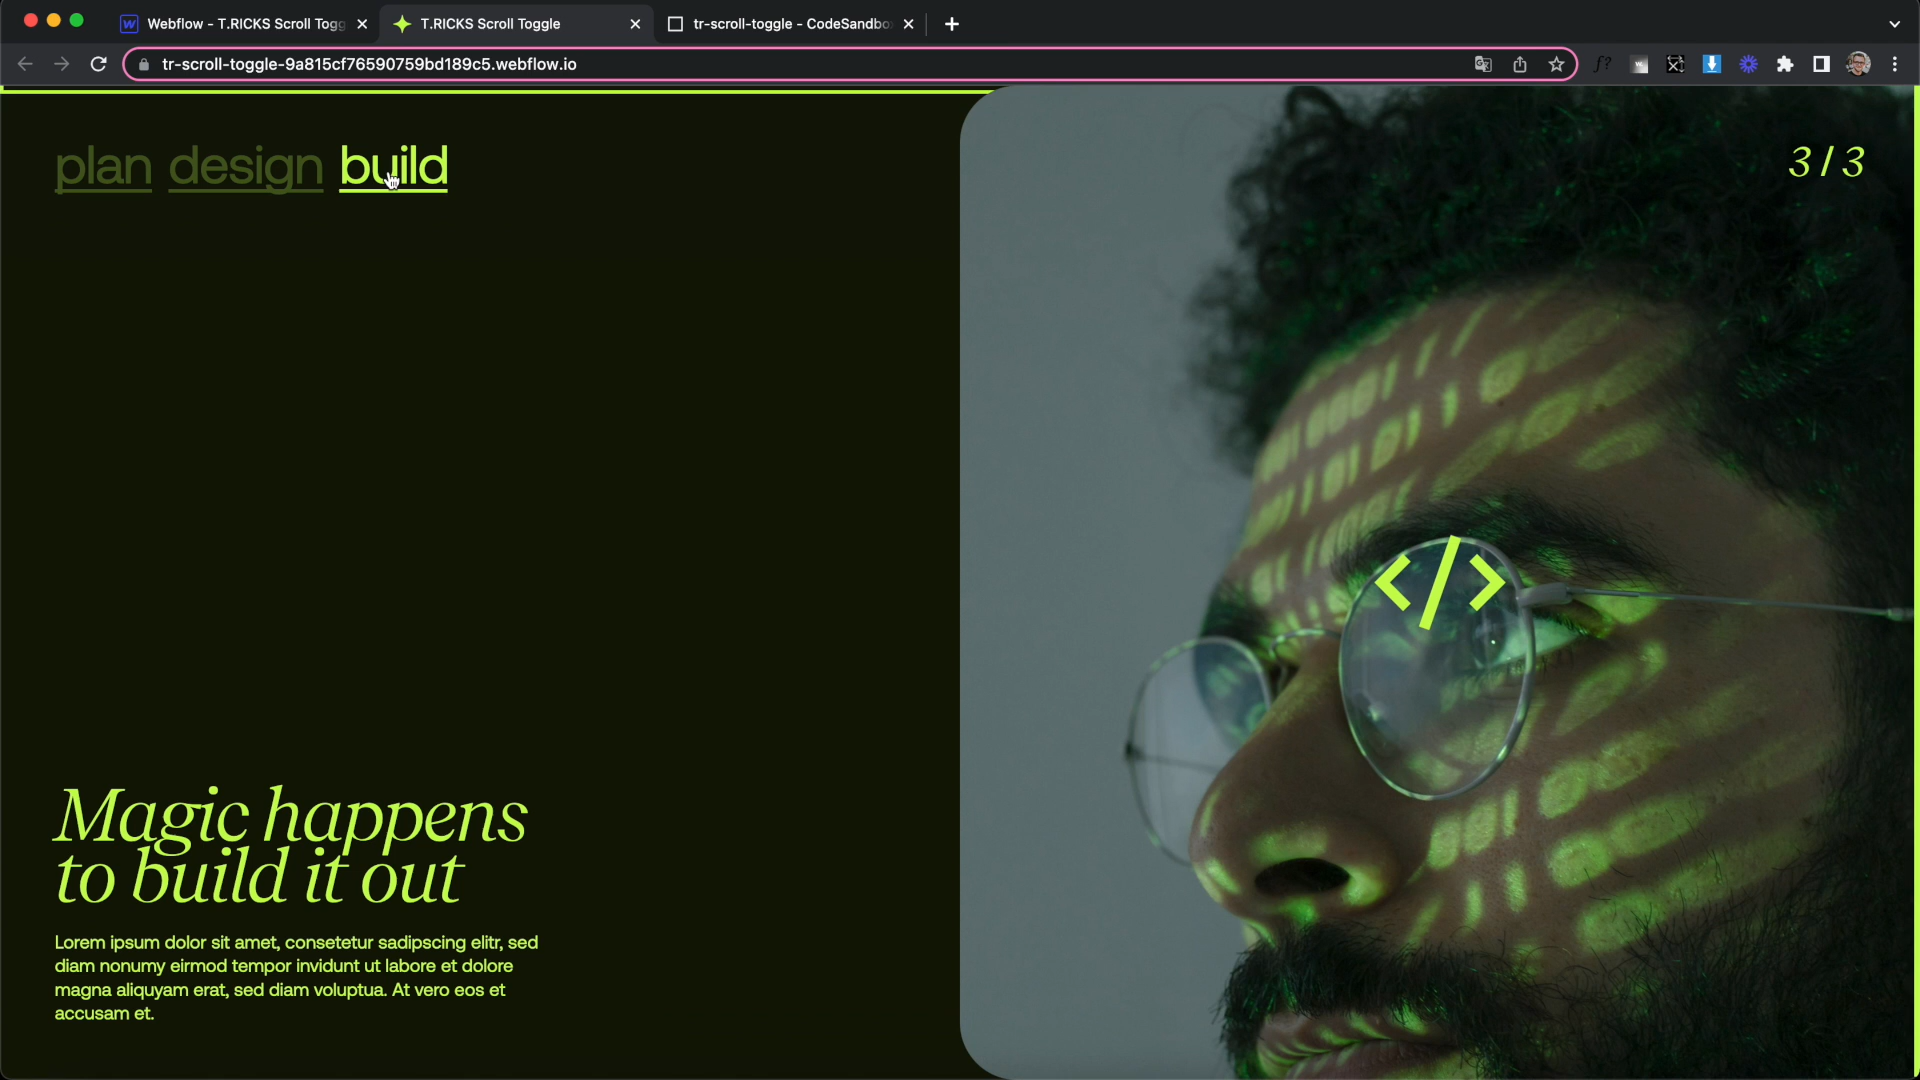 Webflow - T.RICKS Scroll Togg
T.RICKS Scroll Toggle
tr-scroll-toggle - CodeSandbo
tr-scroll-toggle-9a815cf76590759bd189c5.webflow.io
plan design build
3 / 3
</>
Magic happens
to build it out
Lorem ipsum dolor sit amet, consetetur sadipscing elitr, sed
diam nonumy eirmod tempor invidunt ut labore et dolore
magna aliquyam erat, sed diam voluptua. At vero eos et
accusam et.